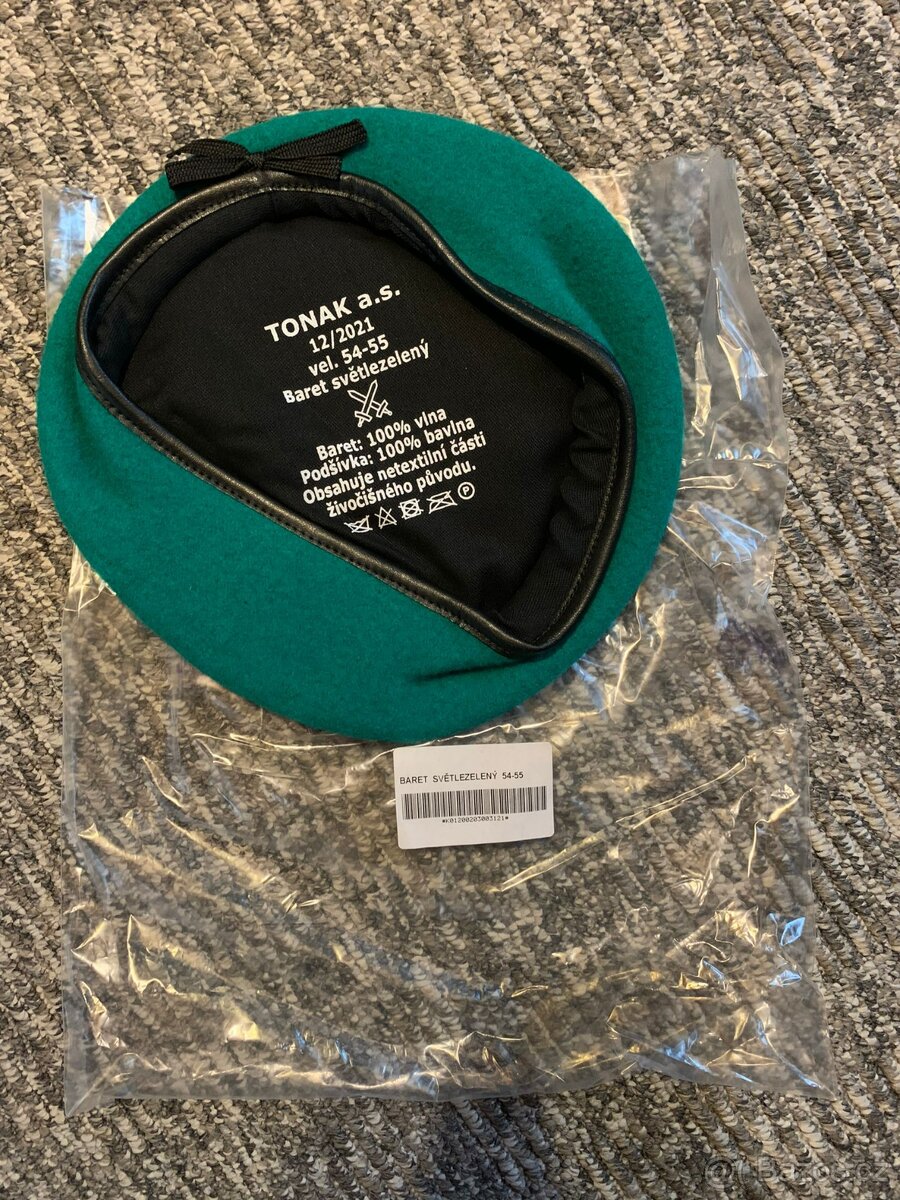 TONAK a.s.
12/2021
vel. 54-55
Baret světlezelený
Baret: 100% vlna
Podšívka: 100% bavlna
Obsahuje netextilní části
živočišného původu.
P
BARET SVĚTLEZELENÝ 54-55
*K01200283003121*